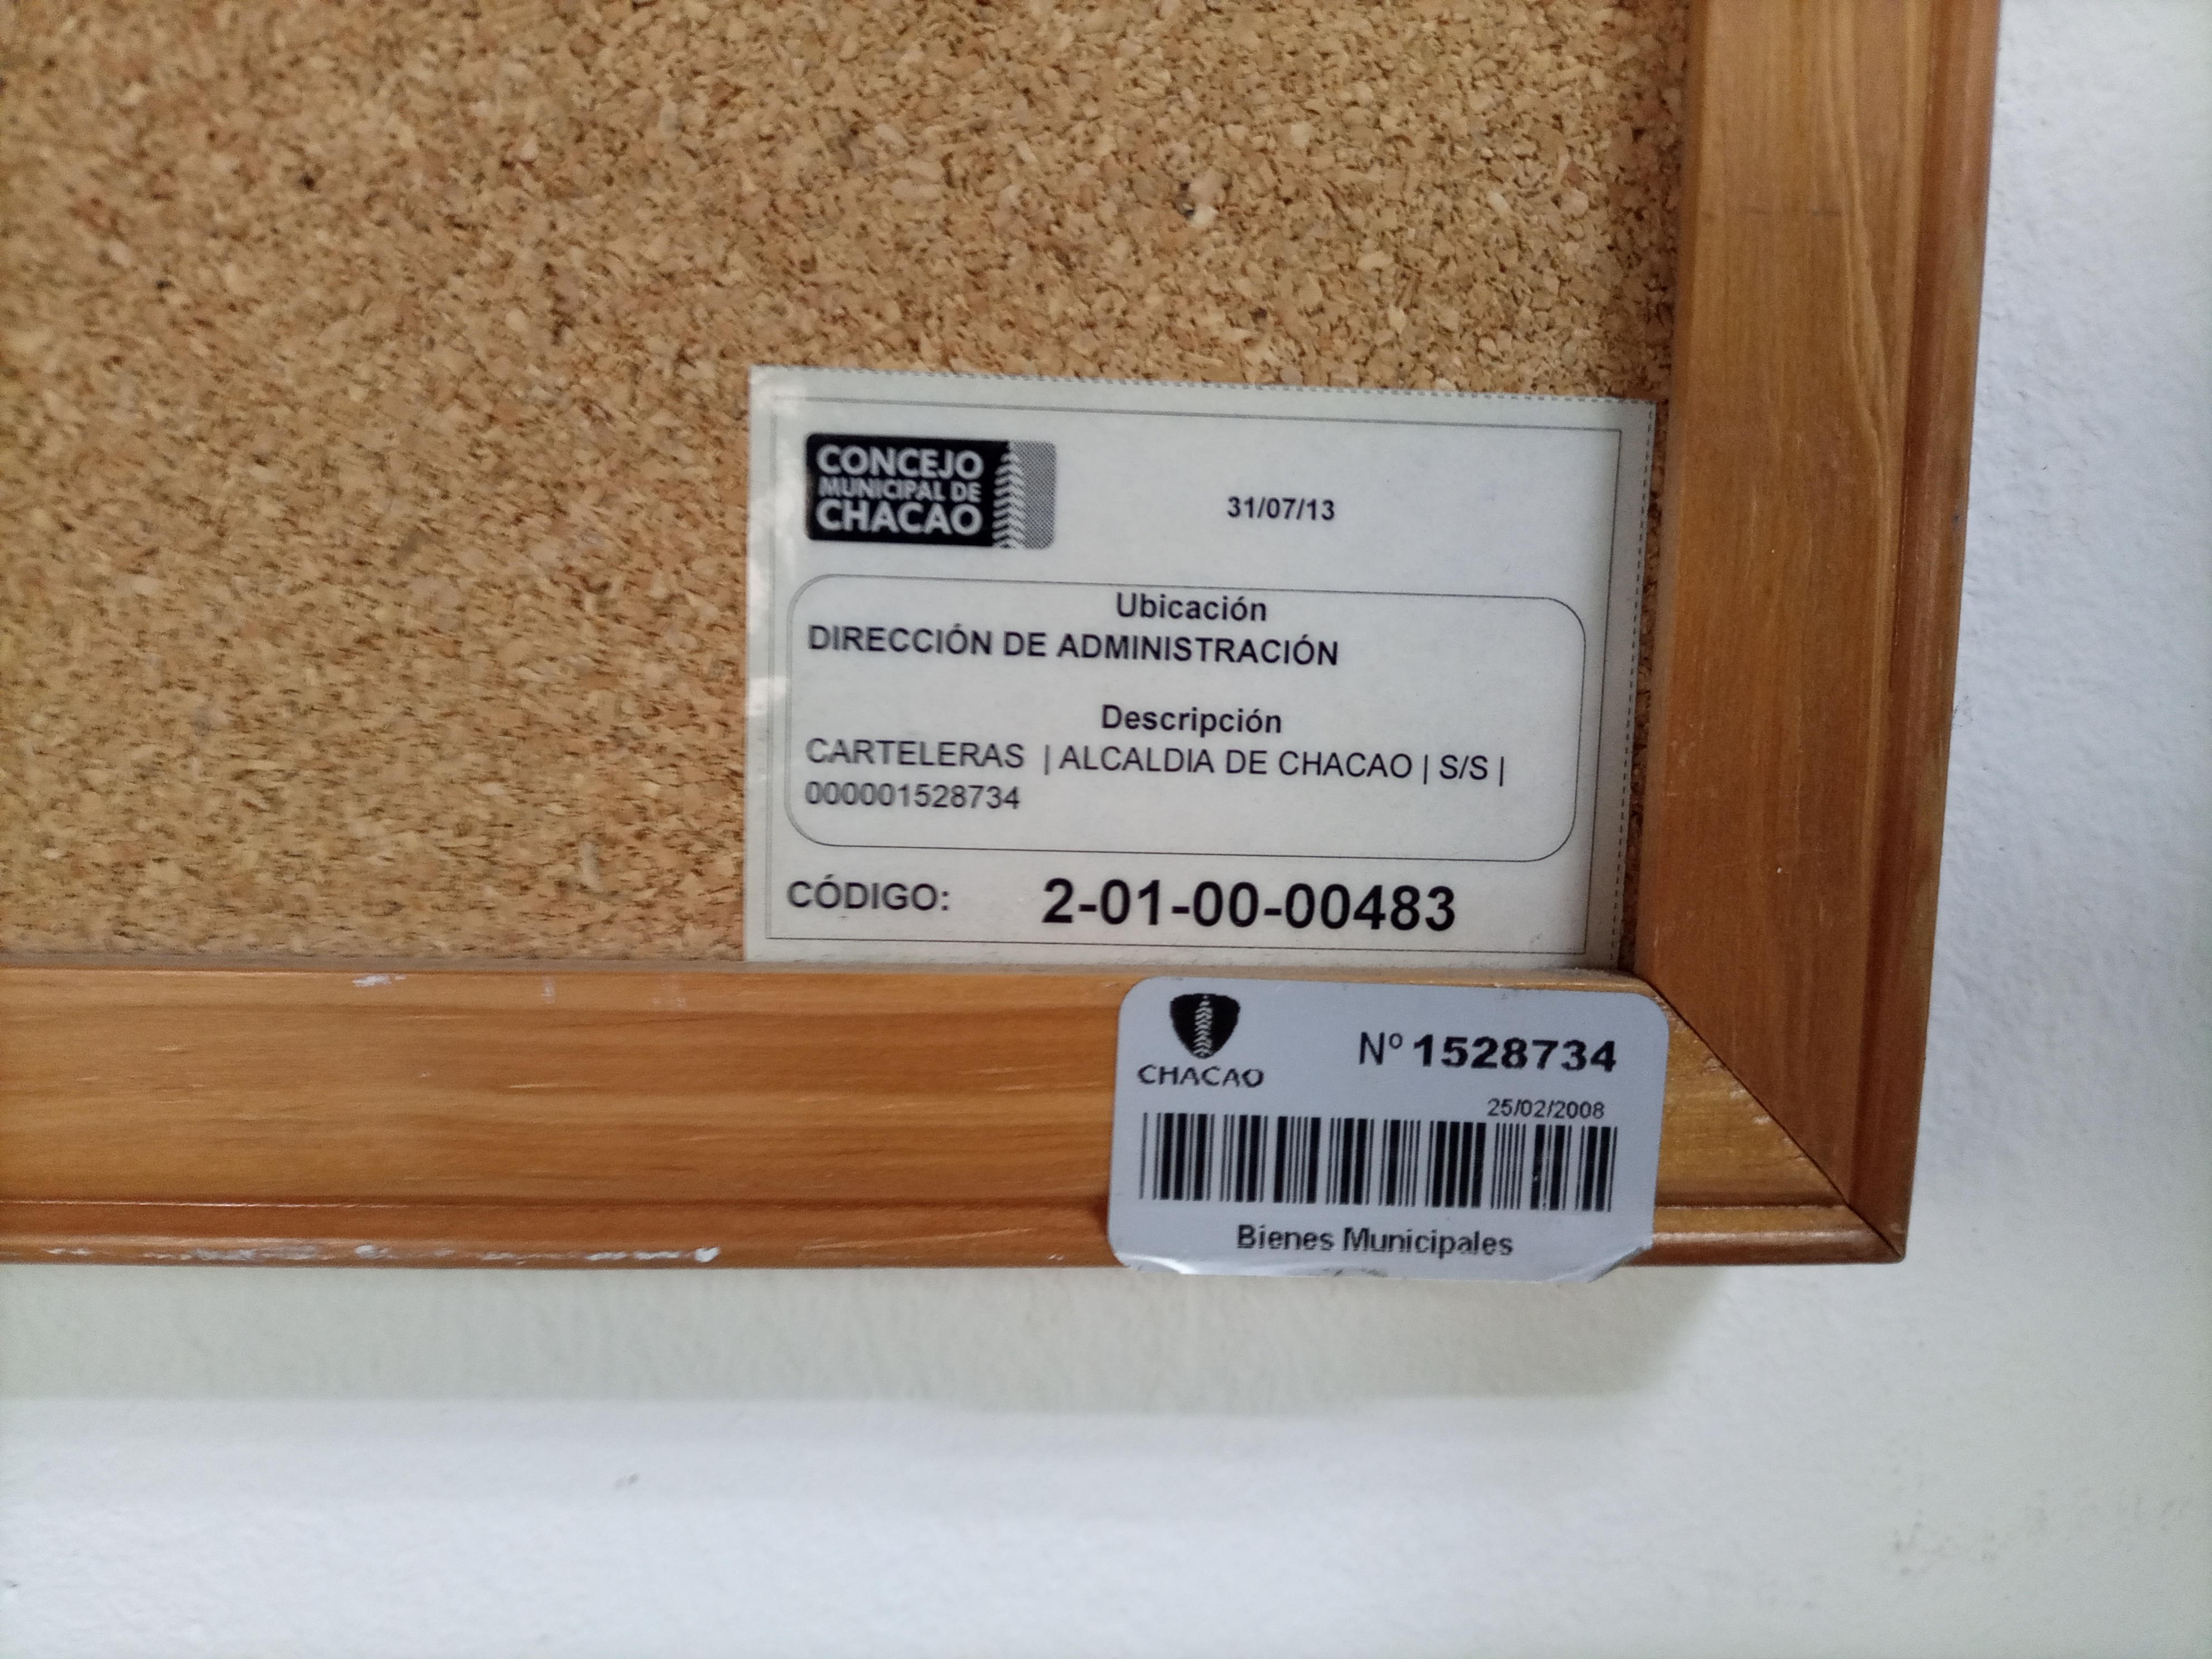 CONCEJO
MUNICIPAL DE
CHACAO
31/07/13
Ubicación
DIRECCIÓN DE ADMINISTRACIÓN
Descripción
CARTELERAS | ALCALDIA DE CHACAO | S/S |
000001528734
CÓDIGO: 2-01-00-00483
CHACAO
Nº 1528734
25/02/2008
Bienes Municipales